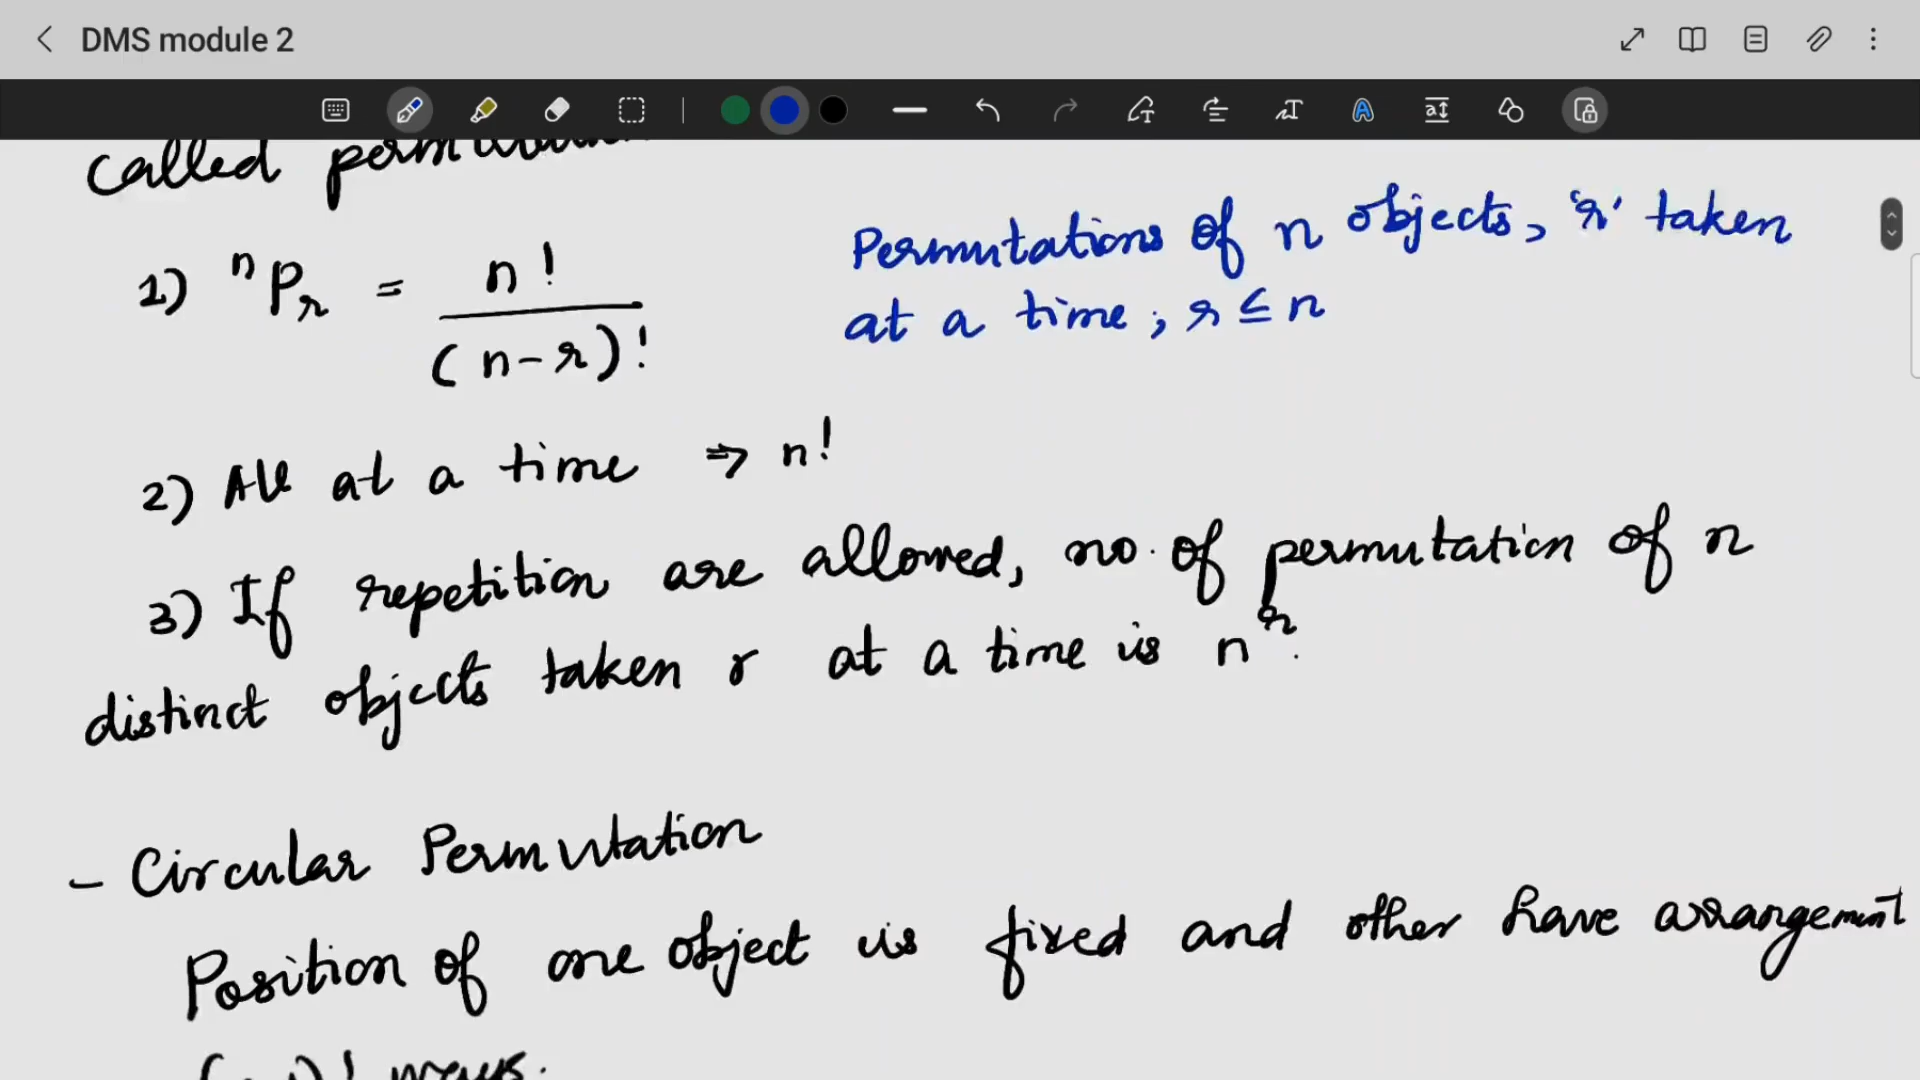 DMS module 2
called
Permutations of n objects, 'r' taken
at a time ; r ≤ n
1) ⁿPᵣ = n! / (n-r)!
2) All at a time ⇒ n!
3) If repetition are allowed, no. of permutation of n
distinct objects taken r at a time is nʳ.
- Circular Permutation
Position of one object is fixed and other have arrangement
ways.